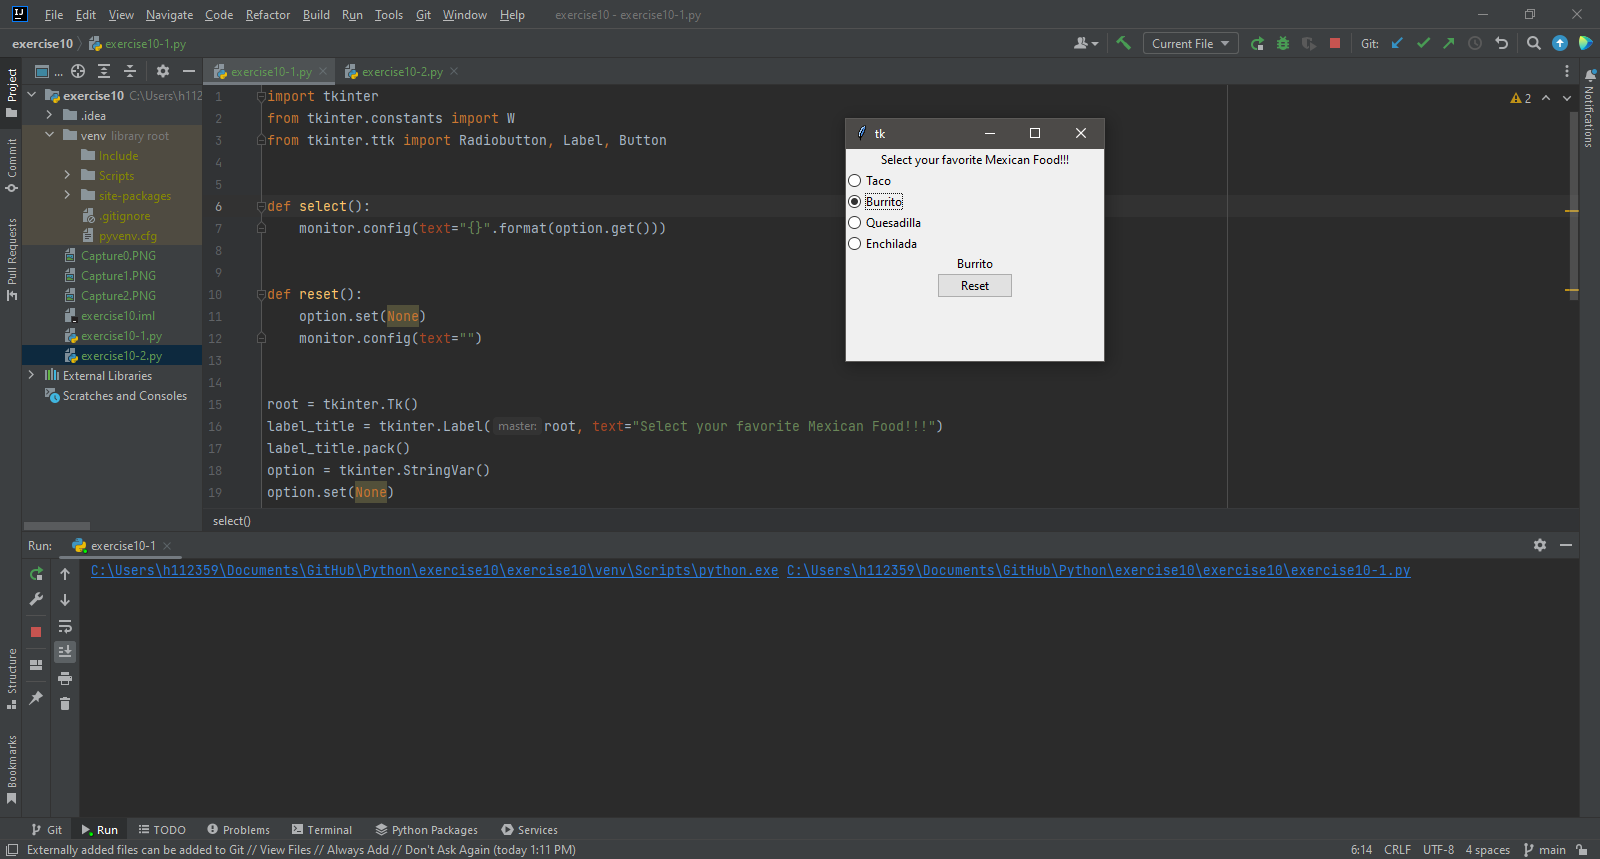 File Edit View Navigate Code Refactor Build Run Tools Git Window Help exercise10 - exercise10-1.py
exercise10 exercise10-1.py Current File Git:
Project
Commit
Pull Requests
Structure
Bookmarks
...
exercise10 C:\Users\h112
.idea
venv library root
Include
Scripts
site-packages
.gitignore
pyvenv.cfg
Capture0.PNG
Capture1.PNG
Capture2.PNG
exercise10.iml
exercise10-1.py
exercise10-2.py
External Libraries
Scratches and Consoles
exercise10-1.py exercise10-2.py
1 import tkinter
2 from tkinter.constants import W
3 from tkinter.ttk import Radiobutton, Label, Button
4
5
6 def select():
7 monitor.config(text="{}".format(option.get()))
8
9
10 def reset():
11 option.set(None)
12 monitor.config(text="")
13
14
15 root = tkinter.Tk()
16 label_title = tkinter.Label( master: root, text="Select your favorite Mexican Food!!!")
17 label_title.pack()
18 option = tkinter.StringVar()
19 option.set(None)
select()
2
Notifications
tk
Select your favorite Mexican Food!!!
Taco
Burrito
Quesadilla
Enchilada
Burrito
Reset
Run: exercise10-1
C:\Users\h112359\Documents\GitHub\Python\exercise10\exercise10\venv\Scripts\python.exe C:\Users\h112359\Documents\GitHub\Python\exercise10\exercise10\exercise10-1.py
Git Run TODO Problems Terminal Python Packages Services
Externally added files can be added to Git // View Files // Always Add // Don't Ask Again (today 1:11 PM) 6:14 CRLF UTF-8 4 spaces main